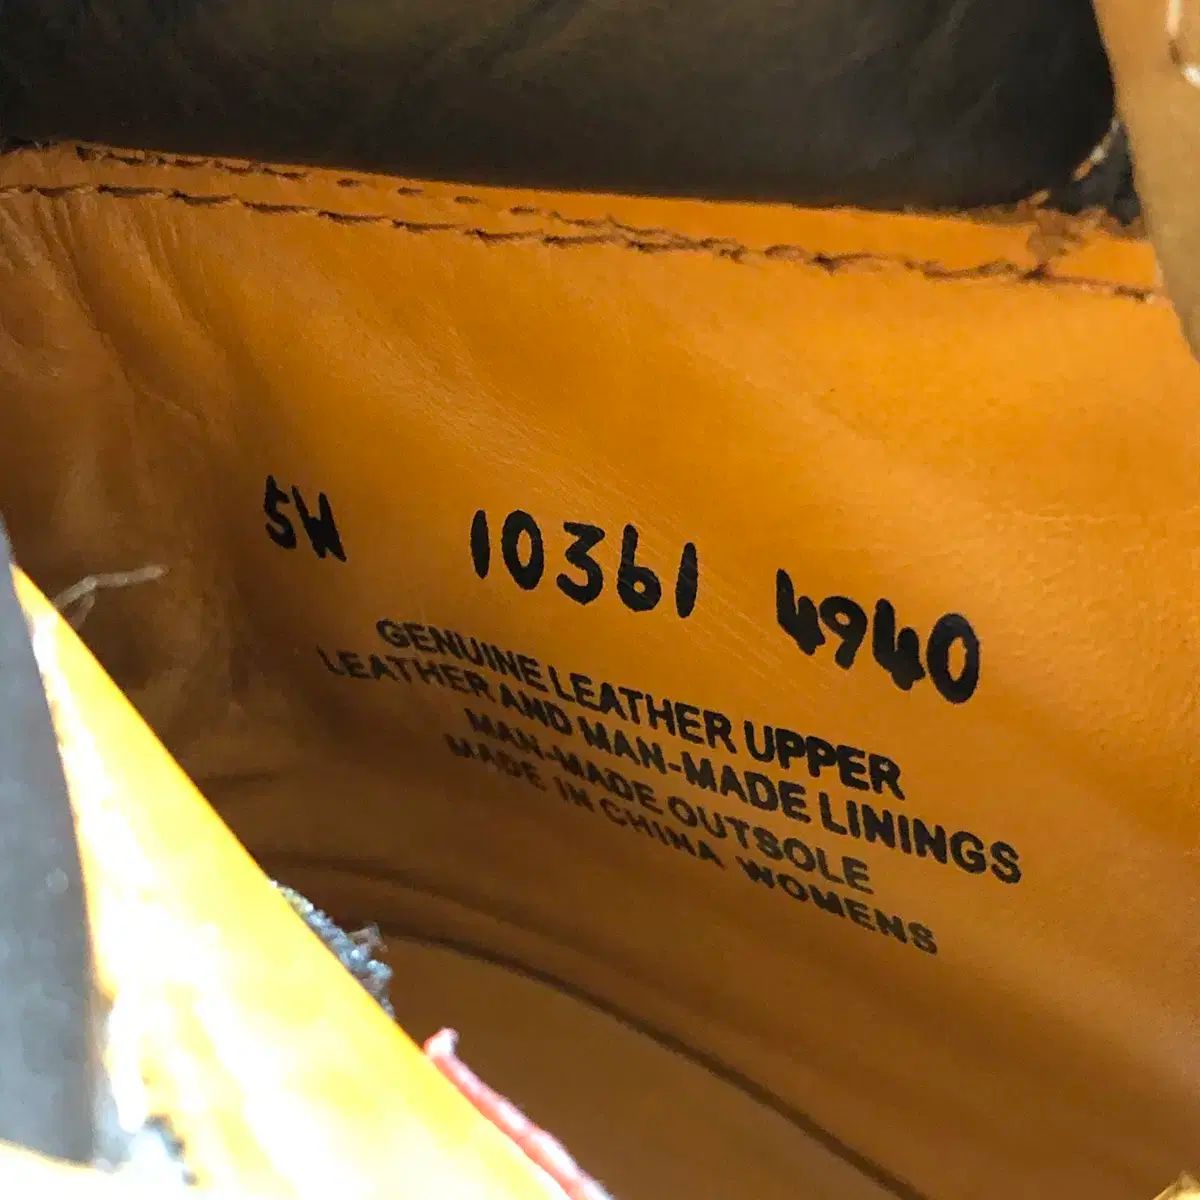 5W 10361 4940
GENUINE LEATHER UPPER
LEATHER AND MAN-MADE LININGS
MAN-MADE OUTSOLE
MADE IN CHINA WOMENS